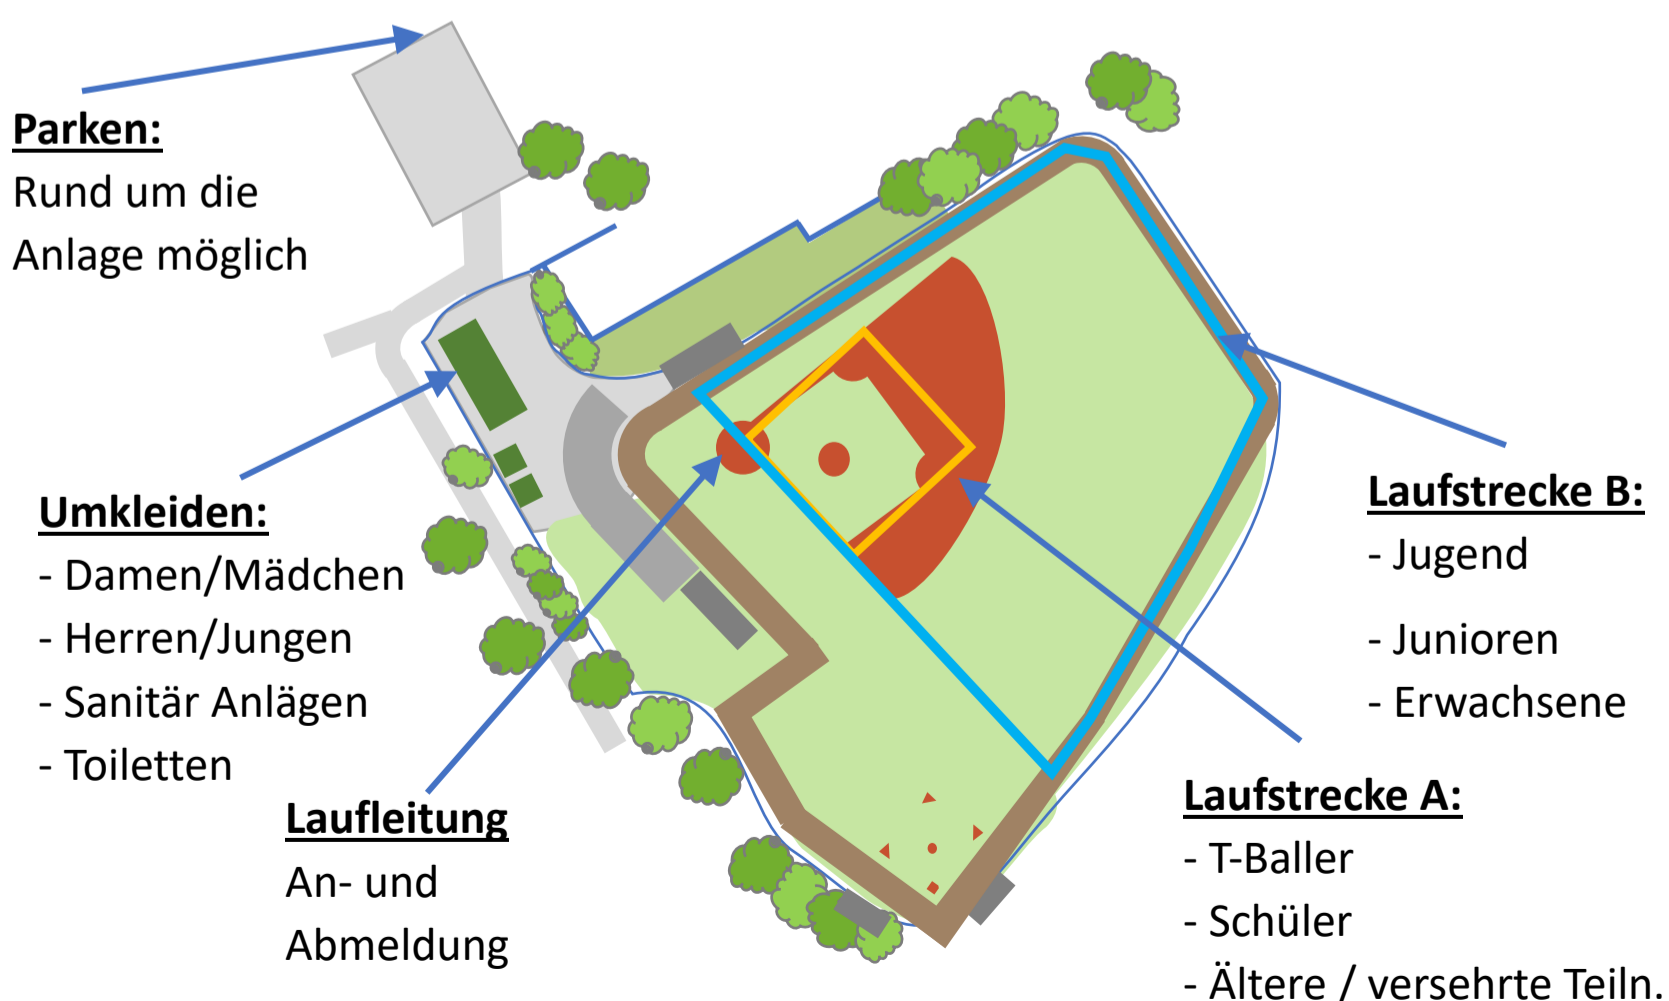 Parken:
Rund um die
Anlage möglich
Umkleiden:
- Damen/Mädchen
- Herren/Jungen
- Sanitär Anlägen
- Toiletten
Laufleitung
An- und
Abmeldung
Laufstrecke B:
- Jugend
- Junioren
- Erwachsene
Laufstrecke A:
- T-Baller
- Schüler
- Ältere / versehrte Teiln.